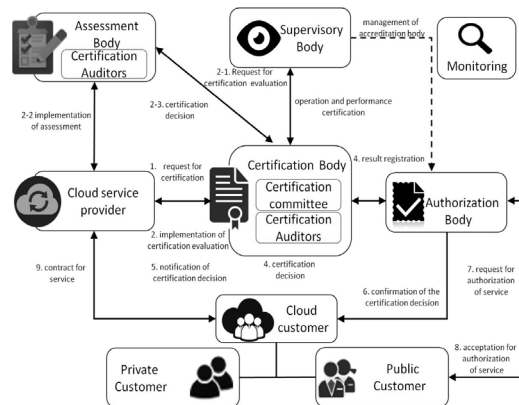 Assessment
Body
Certification
Auditors
Supervisory
Body
management of
accreditation body
Monitoring
2-1. Request for
certification evaluation
2-2 implementation
of assessment
2-3. certification
decision
operation and performance
certification
1. request for
certification
Certification Body
Certification
committee
Certification
Auditors
4. result registration
Cloud service
provider
Authorization
Body
2. implementation of
certification evaluation
5. notification of
certification decision
4. certification
decision
9. contract for
service
6. confirmation of the
certification decision
7. request for
authorization
of service
Cloud
customer
8. acceptation for
authorization
of service
Private
Customer
Public
Customer